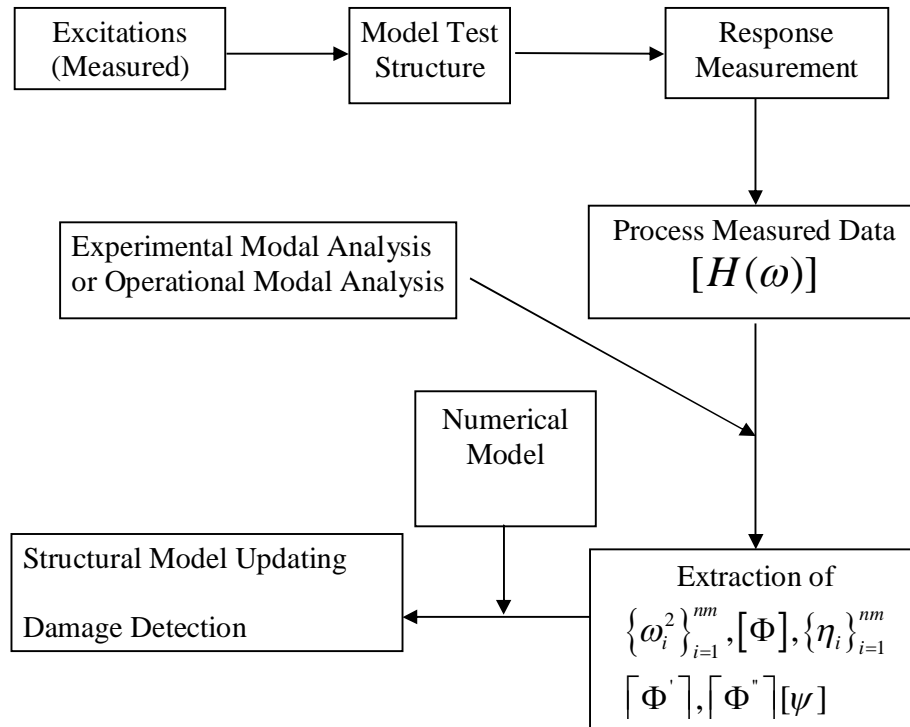 Excitations
(Measured)
Model Test
Structure
Response
Measurement
Experimental Modal Analysis
or Operational Modal Analysis
Process Measured Data
[H(ω)]
Numerical
Model
Structural Model Updating
Damage Detection
Extraction of
{ω_i^2}_{i=1}^{nm}, [Φ], {η_i}_{i=1}^{nm}
⌈Φ'⌉, ⌈Φ"⌉[ψ]